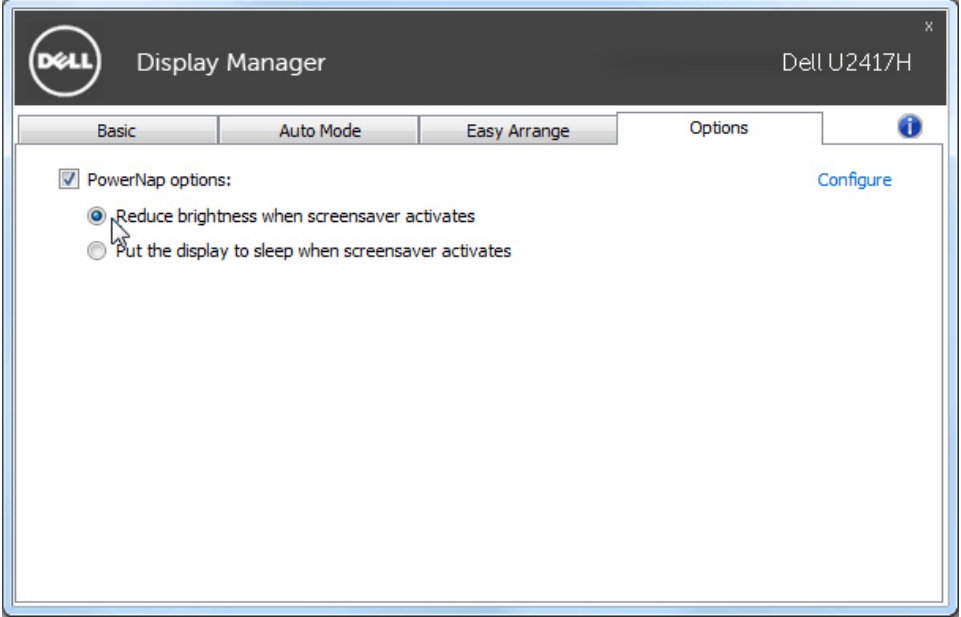 x
DELL
Display Manager
Dell U2417H
Basic
Auto Mode
Easy Arrange
Options
i
PowerNap options:
Configure
Reduce brightness when screensaver activates
Put the display to sleep when screensaver activates